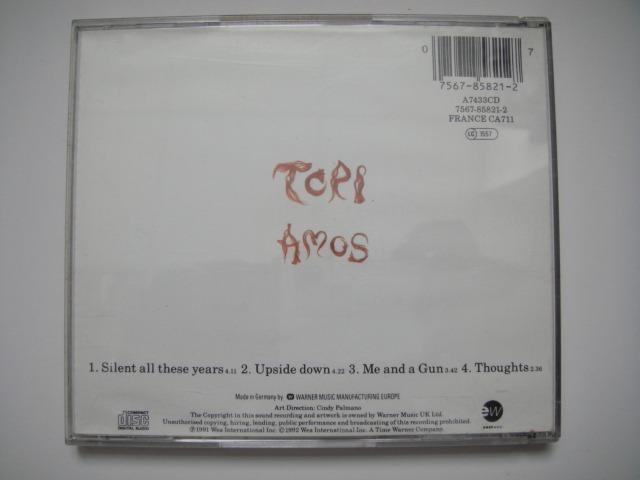 0 7
7567-85821-2
A7433CD
7567-85821-2
FRANCE CA711
LC 1557
TORI
AMOS
1. Silent all these years 4.11 2. Upside down 4.22 3. Me and a Gun 3.42 4. Thoughts 2.36
Made in Germany by WARNER MUSIC MANUFACTURING EUROPE
Art Direction: Cindy Palmano
The Copyright in this sound recording and artwork is owned by Warner Music UK Ltd.
Unauthorised copying, hiring, lending, public performance and broadcasting of this recording prohibited.
℗1991 Wea International Inc. ©1992 Wea International Inc. A Time Warner Company.
COMPACT
disc
DIGITAL AUDIO
ew